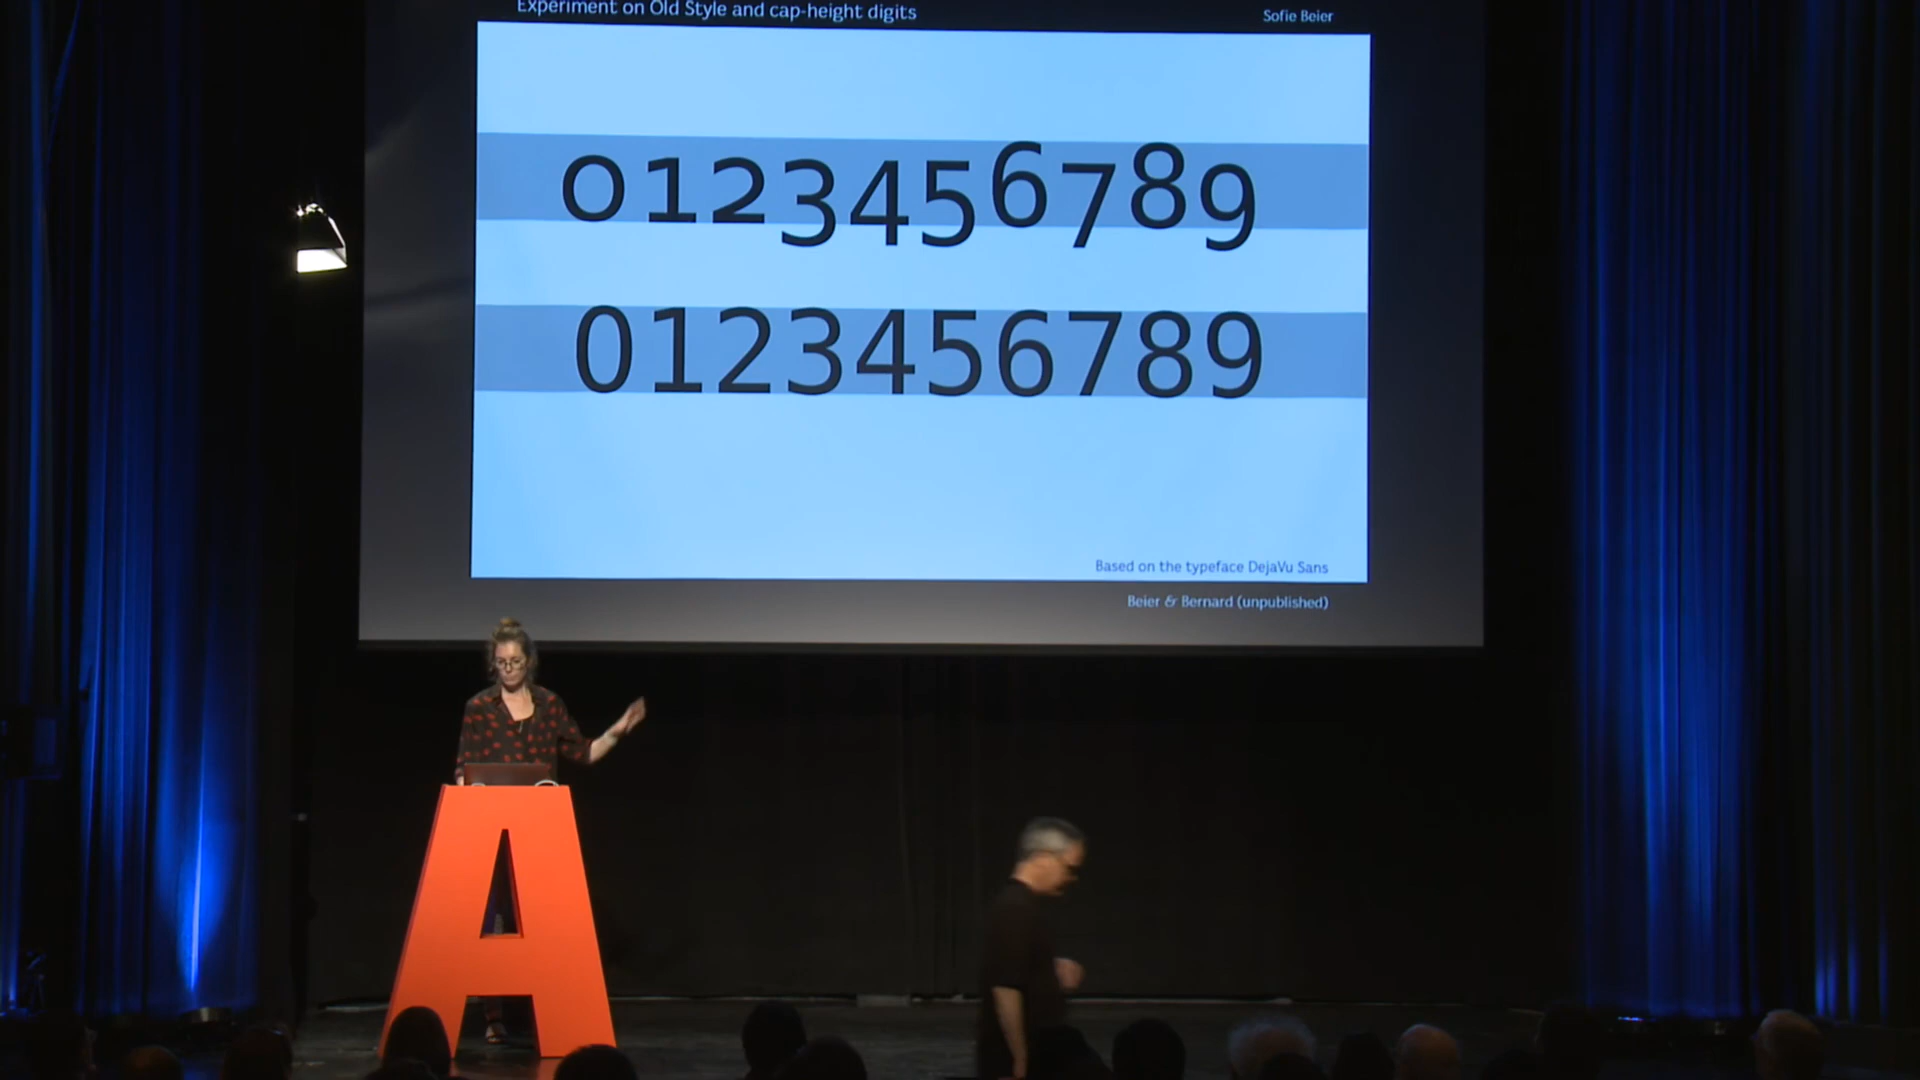 Experiment on Old Style and cap-height digits
Sofie Beier
0123456789
0123456789
Based on the typeface DejaVu Sans
Beier & Bernard (unpublished)
A